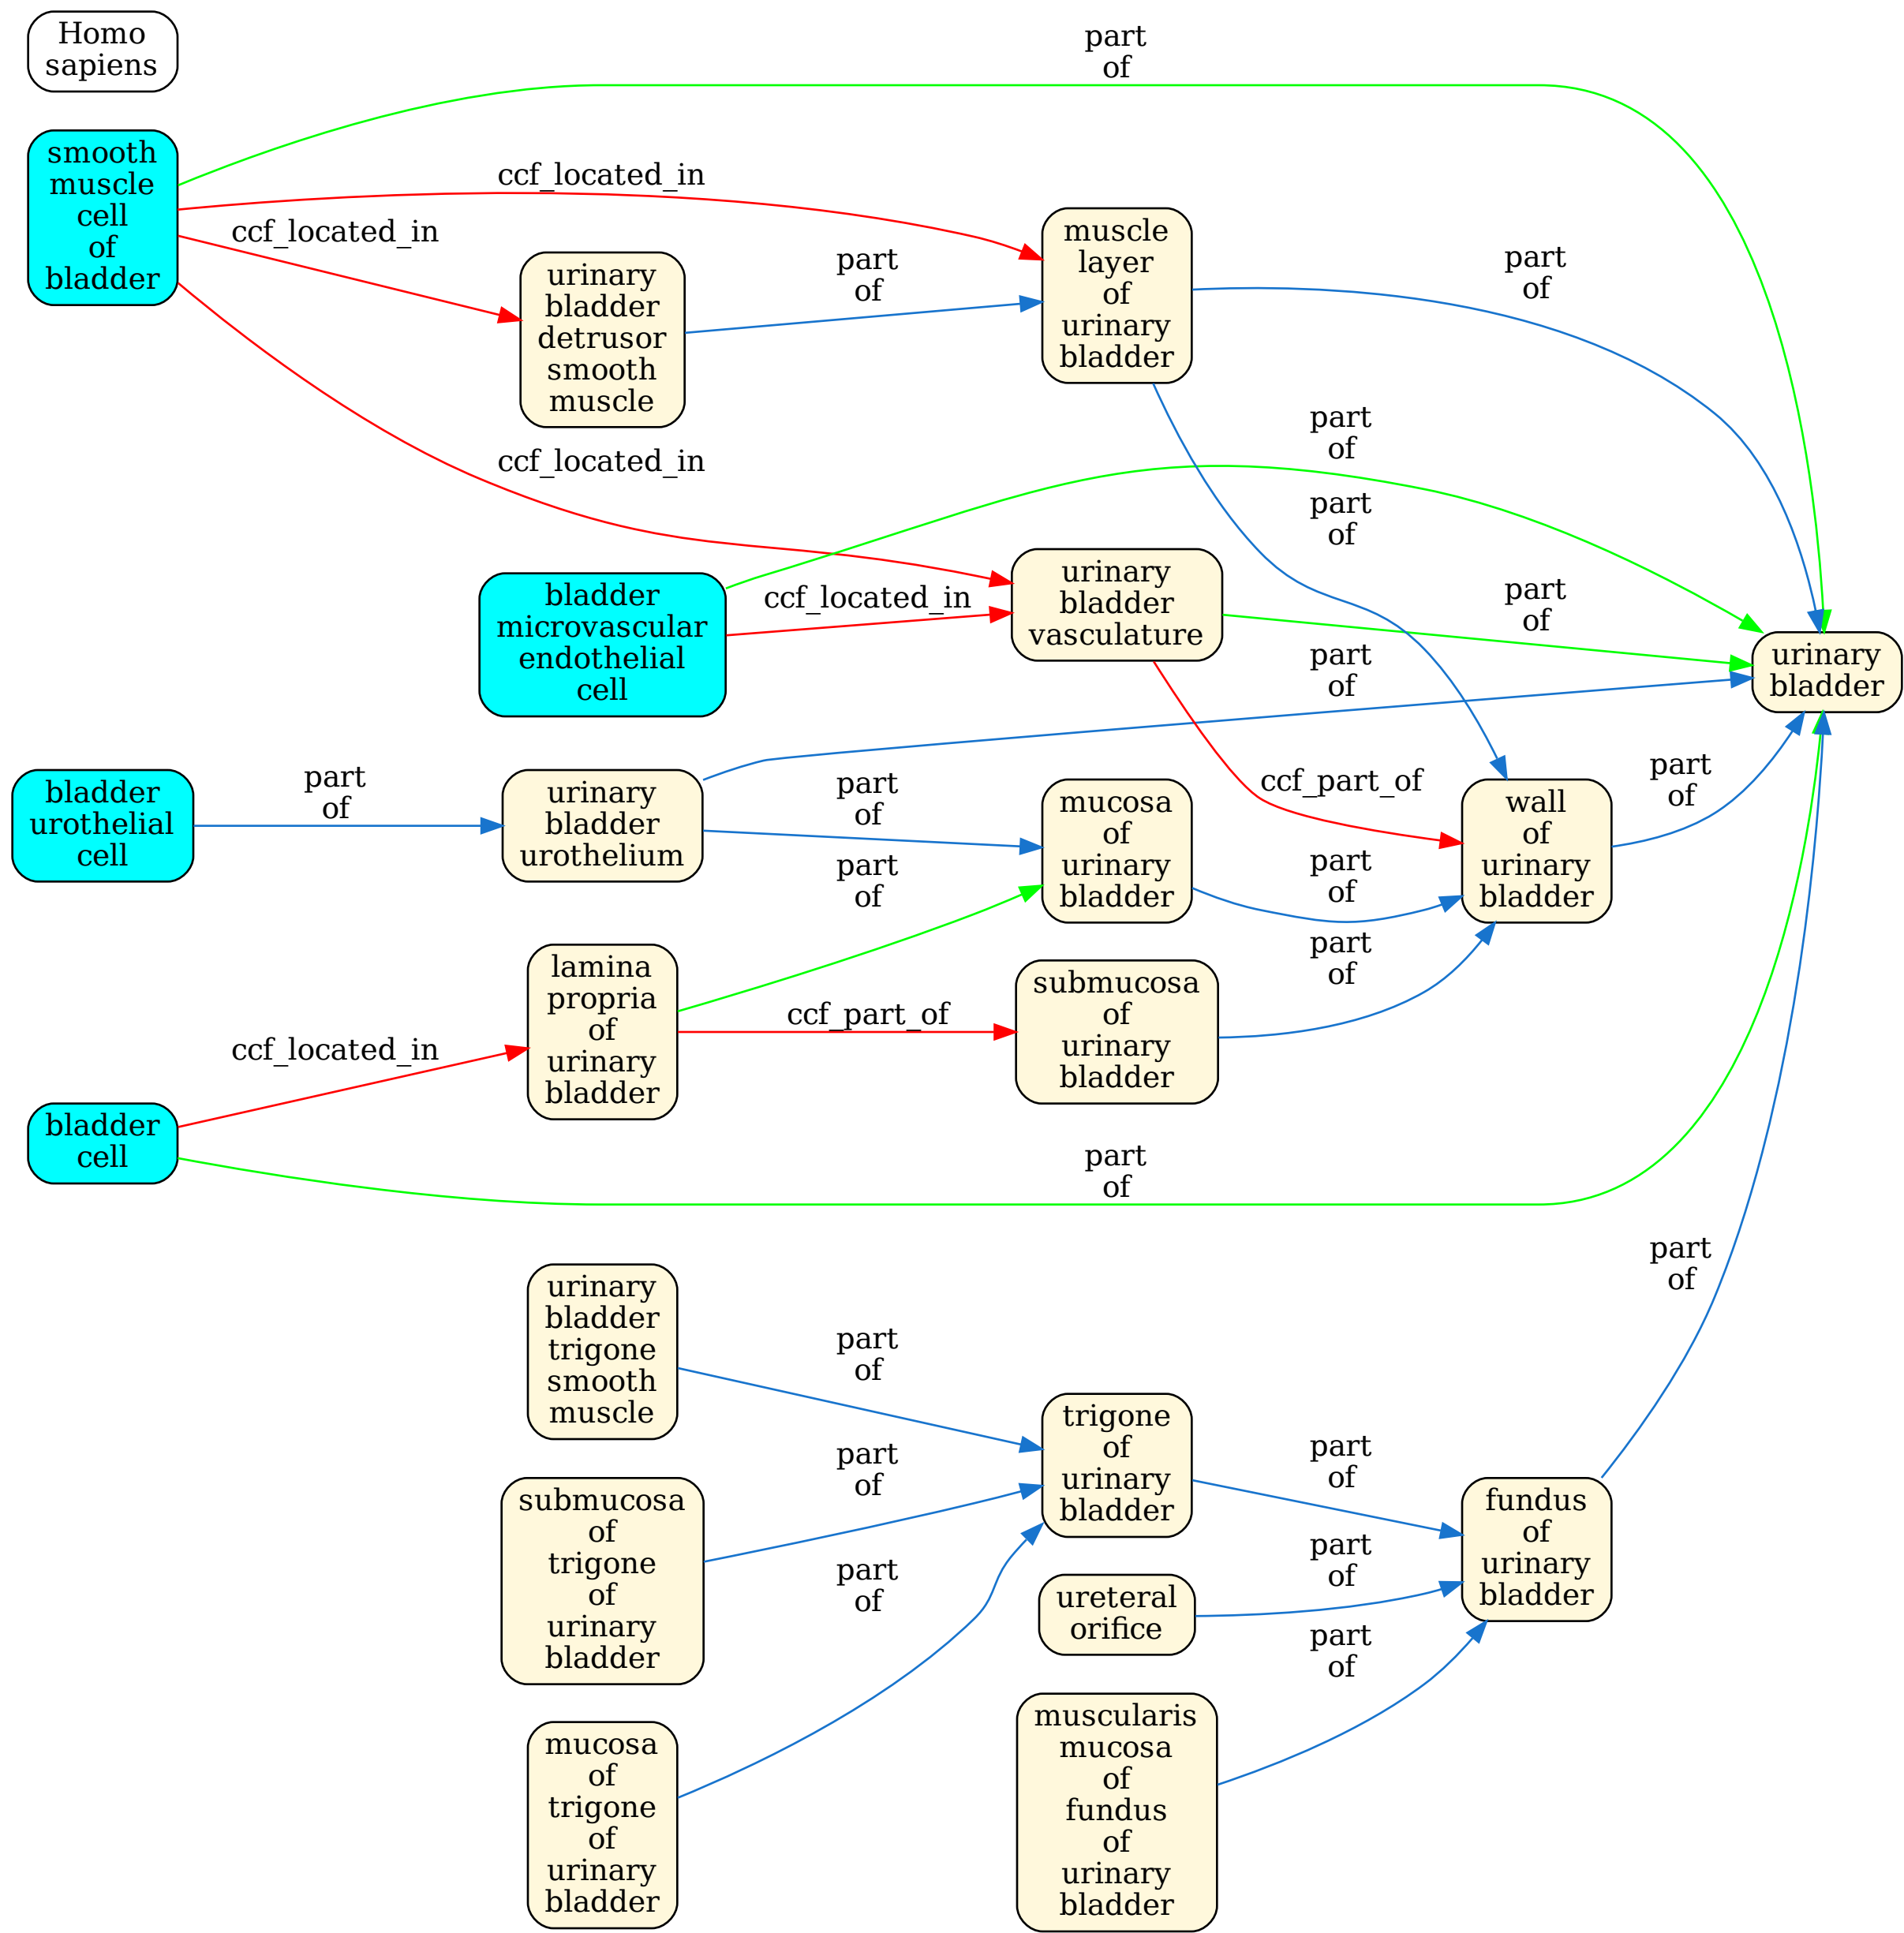 Homo
sapiens
part
of
smooth
muscle
cell
of
bladder
ccf_located_in
ccf_located_in
ccf_located_in
urinary
bladder
detrusor
smooth
muscle
part
of
muscle
layer
of
urinary
bladder
part
of
part
of
part
of
bladder
microvascular
endothelial
cell
ccf_located_in
urinary
bladder
vasculature
part
of
part
of
urinary
bladder
bladder
urothelial
cell
part
of
urinary
bladder
urothelium
part
of
part
of
mucosa
of
urinary
bladder
ccf_part_of
part
of
wall
of
urinary
bladder
part
of
part
of
lamina
propria
of
urinary
bladder
ccf_part_of
submucosa
of
urinary
bladder
ccf_located_in
bladder
cell
part
of
part
of
urinary
bladder
trigone
smooth
muscle
part
of
part
of
part
of
submucosa
of
trigone
of
urinary
bladder
trigone
of
urinary
bladder
part
of
part
of
part
of
ureteral
orifice
fundus
of
urinary
bladder
mucosa
of
trigone
of
urinary
bladder
muscularis
mucosa
of
fundus
of
urinary
bladder